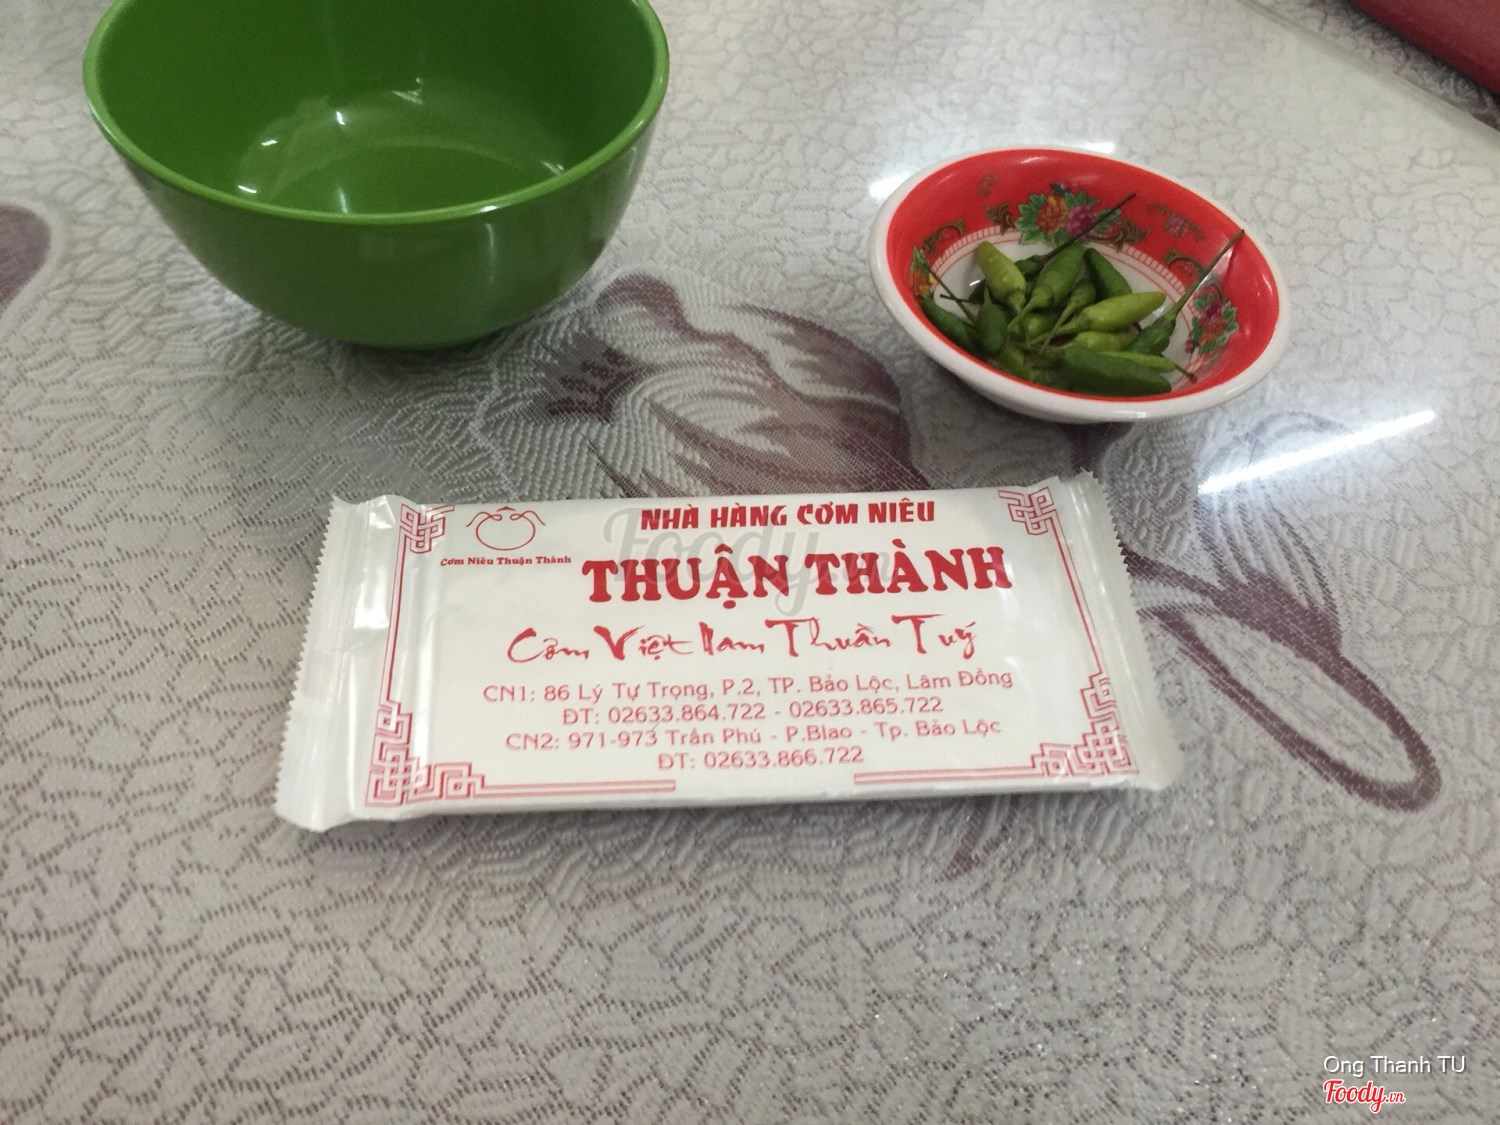 NHÀ HÀNG CƠM NIÊU
Cơm Niêu Thuận Thành
THUẬN THÀNH
Cơm Việt Nam Thuần Tuý
CN1: 86 Lý Tự Trọng, P.2, TP. Bảo Lộc, Lâm Đồng
ĐT: 02633.864.722 - 02633.865.722
CN2: 971-973 Trần Phú - P.Blao - Tp. Bảo Lộc
ĐT: 02633.866.722
Foody.vn
Ong Thanh TU
Foody.vn